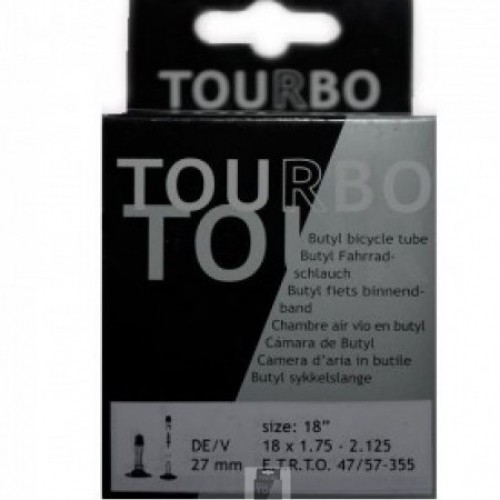 TOURBO
TOURBO
TOU
Butyl bicycle tube
Butyl Fahrrad-
schlauch
Butyl fiets binnend-
band
Chambre air vlo en butyl
Cámara de Butyl
Camera d'aria in butile
Butyl sykkelslange
size: 18"
DE/V 18 x 1.75 - 2.125
27 mm E.T.R.T.O. 47/57-355